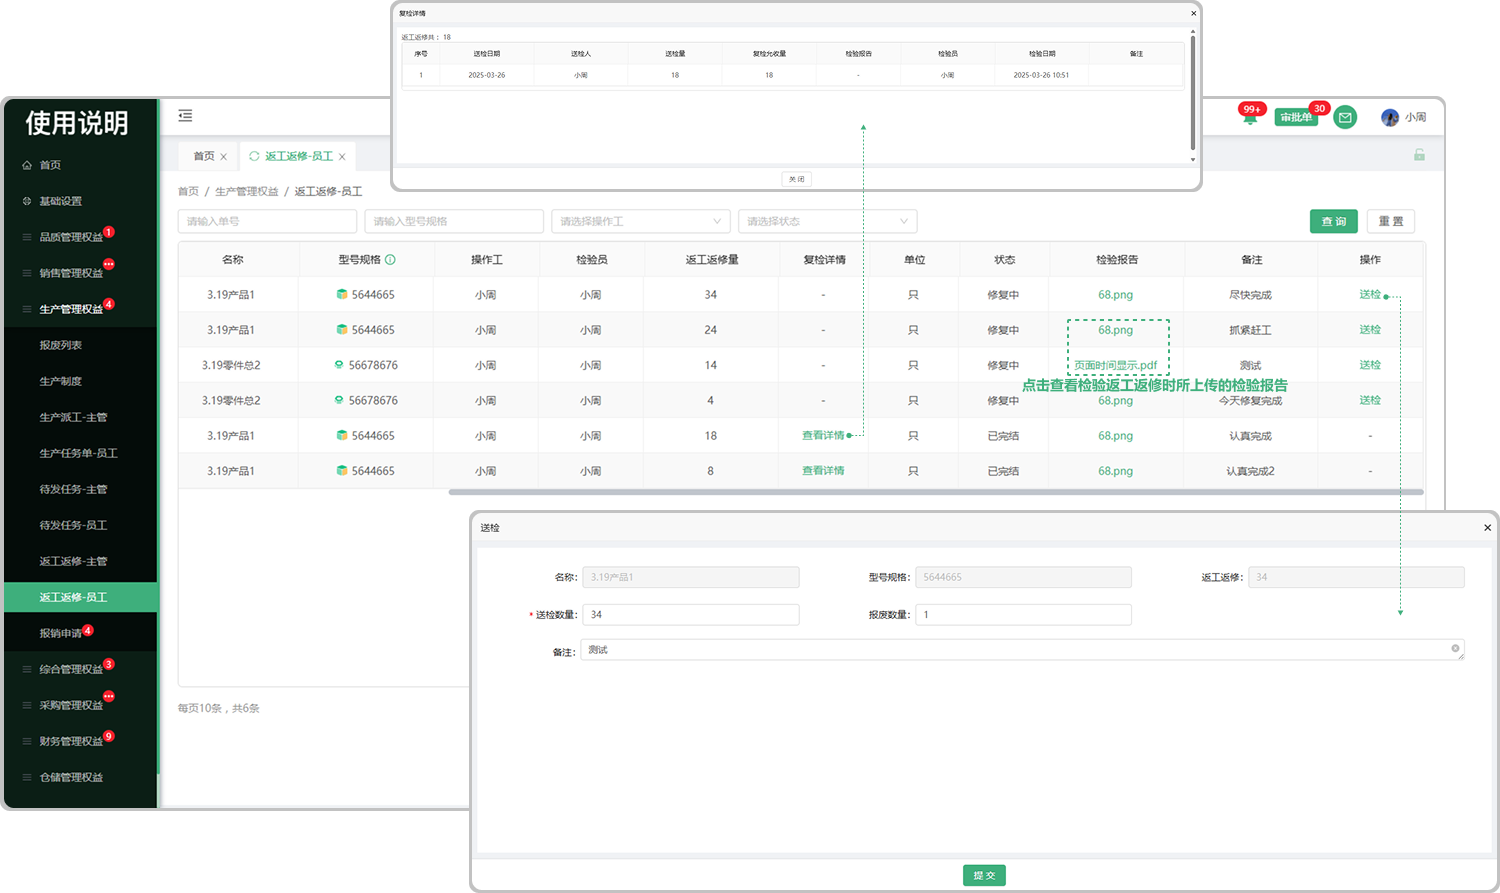 复检详情
返工返修共：18
序号 送检日期 送检人 送检量 复检允收量 检验报告 检验员 检验日期 备注
1 2025-03-26 小周 18 18 - 小周 2025-03-26 10:51
关 闭
使用说明
99+
审批单
30
小周
首页
基础设置
品质管理权益 1
销售管理权益
生产管理权益 4
报废列表
生产制度
生产派工-主管
生产任务单-员工
待发任务-主管
待发任务-员工
返工返修-主管
返工返修-员工
报销申请 4
综合管理权益 3
采购管理权益
财务管理权益 9
仓储管理权益
首页 返工返修-员工
首页 / 生产管理权益 / 返工返修-员工
请输入单号 请输入型号规格 请选择操作工 请选择状态 查 询 重 置
名称 型号规格 操作工 检验员 返工返修量 复检详情 单位 状态 检验报告 备注 操作
3.19产品1 5644665 小周 小周 34 - 只 修复中 68.png 尽快完成 送检
3.19产品1 5644665 小周 小周 24 - 只 修复中 68.png 抓紧赶工 送检
3.19零件总2 56678676 小周 小周 14 - 只 修复中 页面时间显示.pdf 测试 送检
点击查看检验返工返修时所上传的检验报告
3.19零件总2 56678676 小周 小周 4 - 只 修复中 68.png 今天修复完成 送检
3.19产品1 5644665 小周 小周 18 查看详情 只 已完结 68.png 认真完成 -
3.19产品1 5644665 小周 小周 8 查看详情 只 已完结 68.png 认真完成2 -
每页10条，共6条
送检
名称： 3.19产品1 型号规格： 5644665 返工返修： 34
* 送检数量： 34 报废数量： 1
备注： 测试
提 交